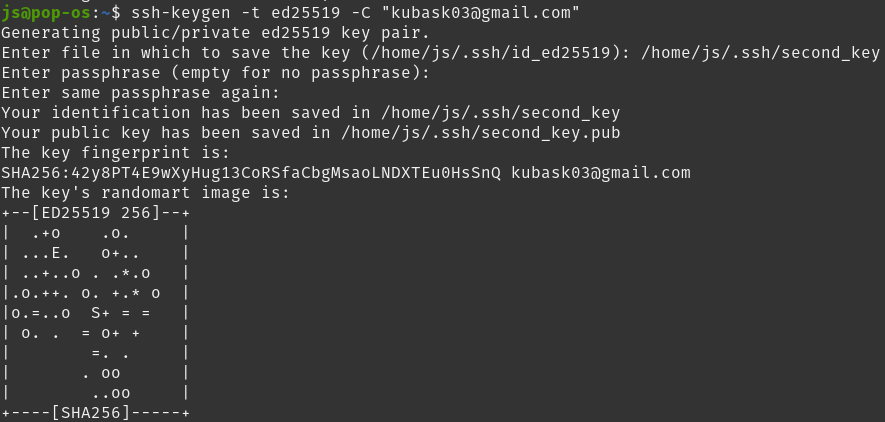 js@pop-os:~$ ssh-keygen -t ed25519 -C "kubask03@gmail.com"
Generating public/private ed25519 key pair.
Enter file in which to save the key (/home/js/.ssh/id_ed25519): /home/js/.ssh/second_key
Enter passphrase (empty for no passphrase):
Enter same passphrase again:
Your identification has been saved in /home/js/.ssh/second_key
Your public key has been saved in /home/js/.ssh/second_key.pub
The key fingerprint is:
SHA256:42y8PT4E9wXyHug13CoRSfaCbgMsaoLNDXTEu0HsSnQ kubask03@gmail.com
The key's randomart image is:
+--[ED25519 256]--+
|  .+o    .o.     |
| ...E.   o+..    |
| ..+..o . .*.o   |
|.o.++. o. +.* o  |
|o.=..o  S+ = =   |
| o. .  = o+ +    |
|        =. .     |
|       . oo      |
|        ..oo     |
+----[SHA256]-----+